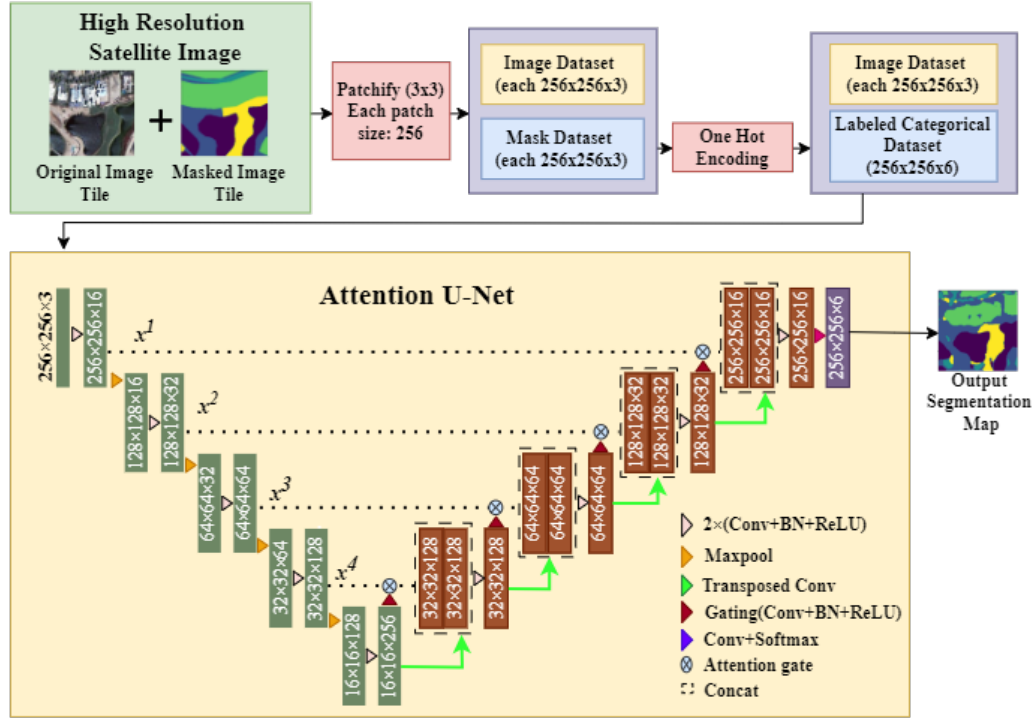 High Resolution
Satellite Image
+
Original Image
Tile
Masked Image
Tile
Patchify (3x3)
Each patch
size: 256
Image Dataset
(each 256x256x3)
Mask Dataset
(each 256x256x3)
One Hot
Encoding
Image Dataset
(each 256x256x3)
Labeled Categorical
Dataset
(256x256x6)
Attention U-Net
256×256×3
256×256×16
x1
128×128×16
128×128×32
x2
64×64×32
64×64×64
x3
32×32×64
32×32×128
x4
16×16×128
16×16×256
32×32×128
32×32×128
32×32×128
64×64×64
64×64×64
64×64×64
128×128×32
128×128×32
128×128×32
256×256×16
256×256×16
256×256×16
256×256×6
Output
Segmentation
Map
2×(Conv+BN+ReLU)
Maxpool
Transposed Conv
Gating(Conv+BN+ReLU)
Conv+Softmax
Attention gate
Concat